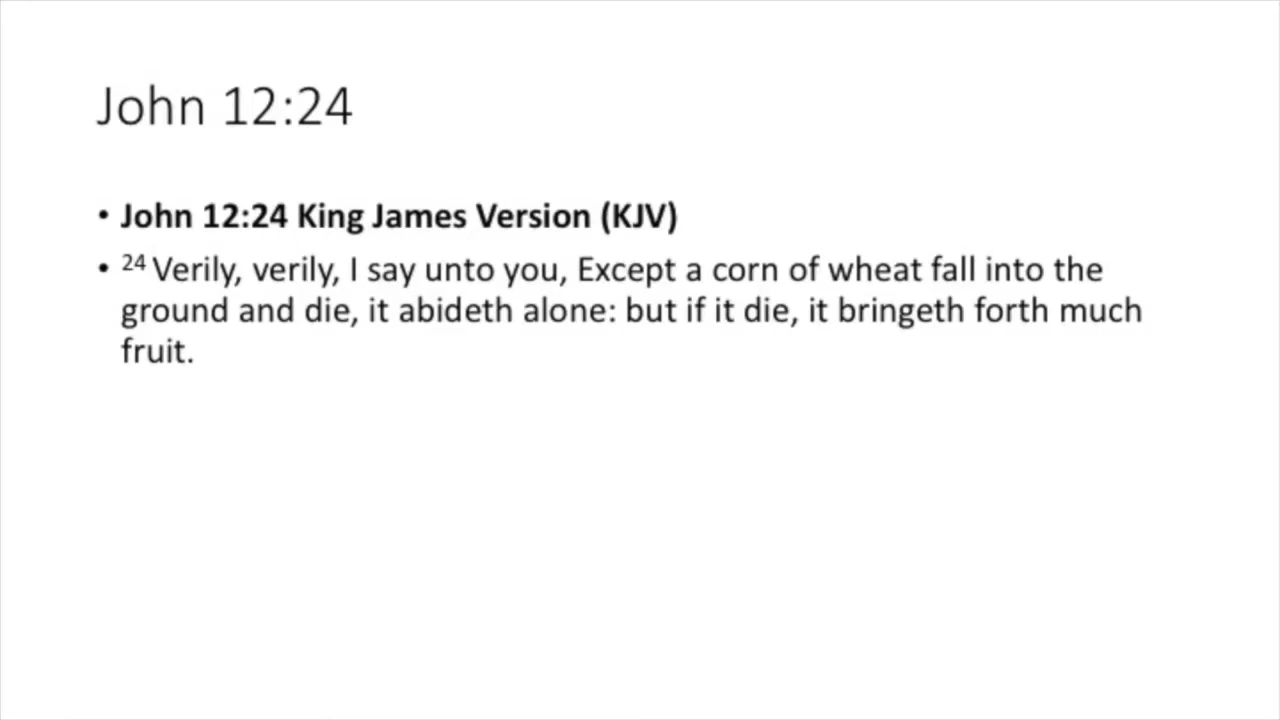 John 12:24
• John 12:24 King James Version (KJV)
• 24 Verily, verily, I say unto you, Except a corn of wheat fall into the
ground and die, it abideth alone: but if it die, it bringeth forth much
fruit.